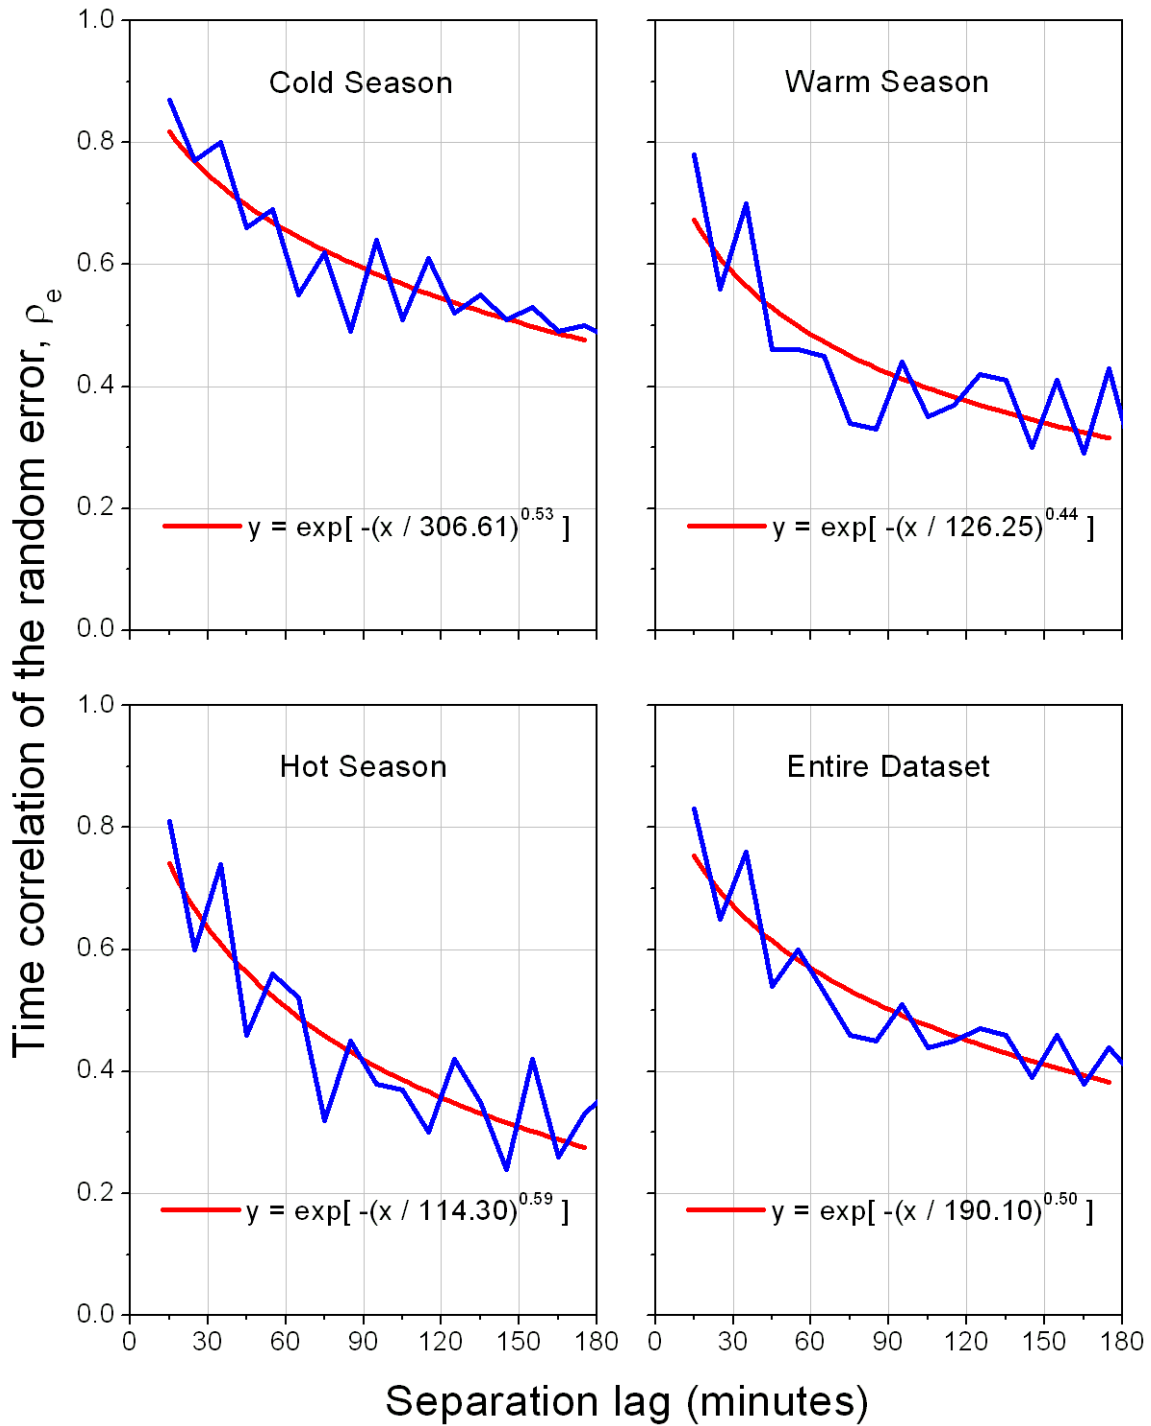 Time correlation of the random error, ρe
1.0
0.8
0.6
0.4
0.2
0.0
Cold Season
y = exp[ -(x / 306.61)^0.53 ]
Warm Season
y = exp[ -(x / 126.25)^0.44 ]
1.0
0.8
0.6
0.4
0.2
0.0
Hot Season
y = exp[ -(x / 114.30)^0.59 ]
0 30 60 90 120 150 180
Entire Dataset
y = exp[ -(x / 190.10)^0.50 ]
0 30 60 90 120 150 180
Separation lag (minutes)